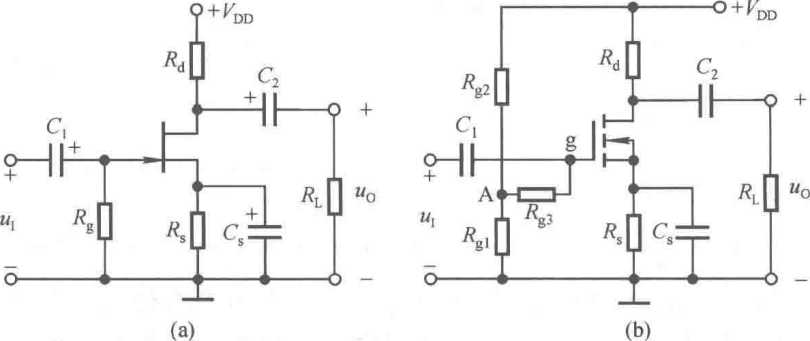 +V_DD
R_d
C_2
+
+
C_1
+
+
R_g
u_I
R_s
+
C_s
R_L
u_O
−
−
(a)
+V_DD
R_g2
R_d
C_2
+
C_1
g
+
A
R_g3
u_I
R_g1
R_s
C_s
R_L
u_O
−
−
(b)